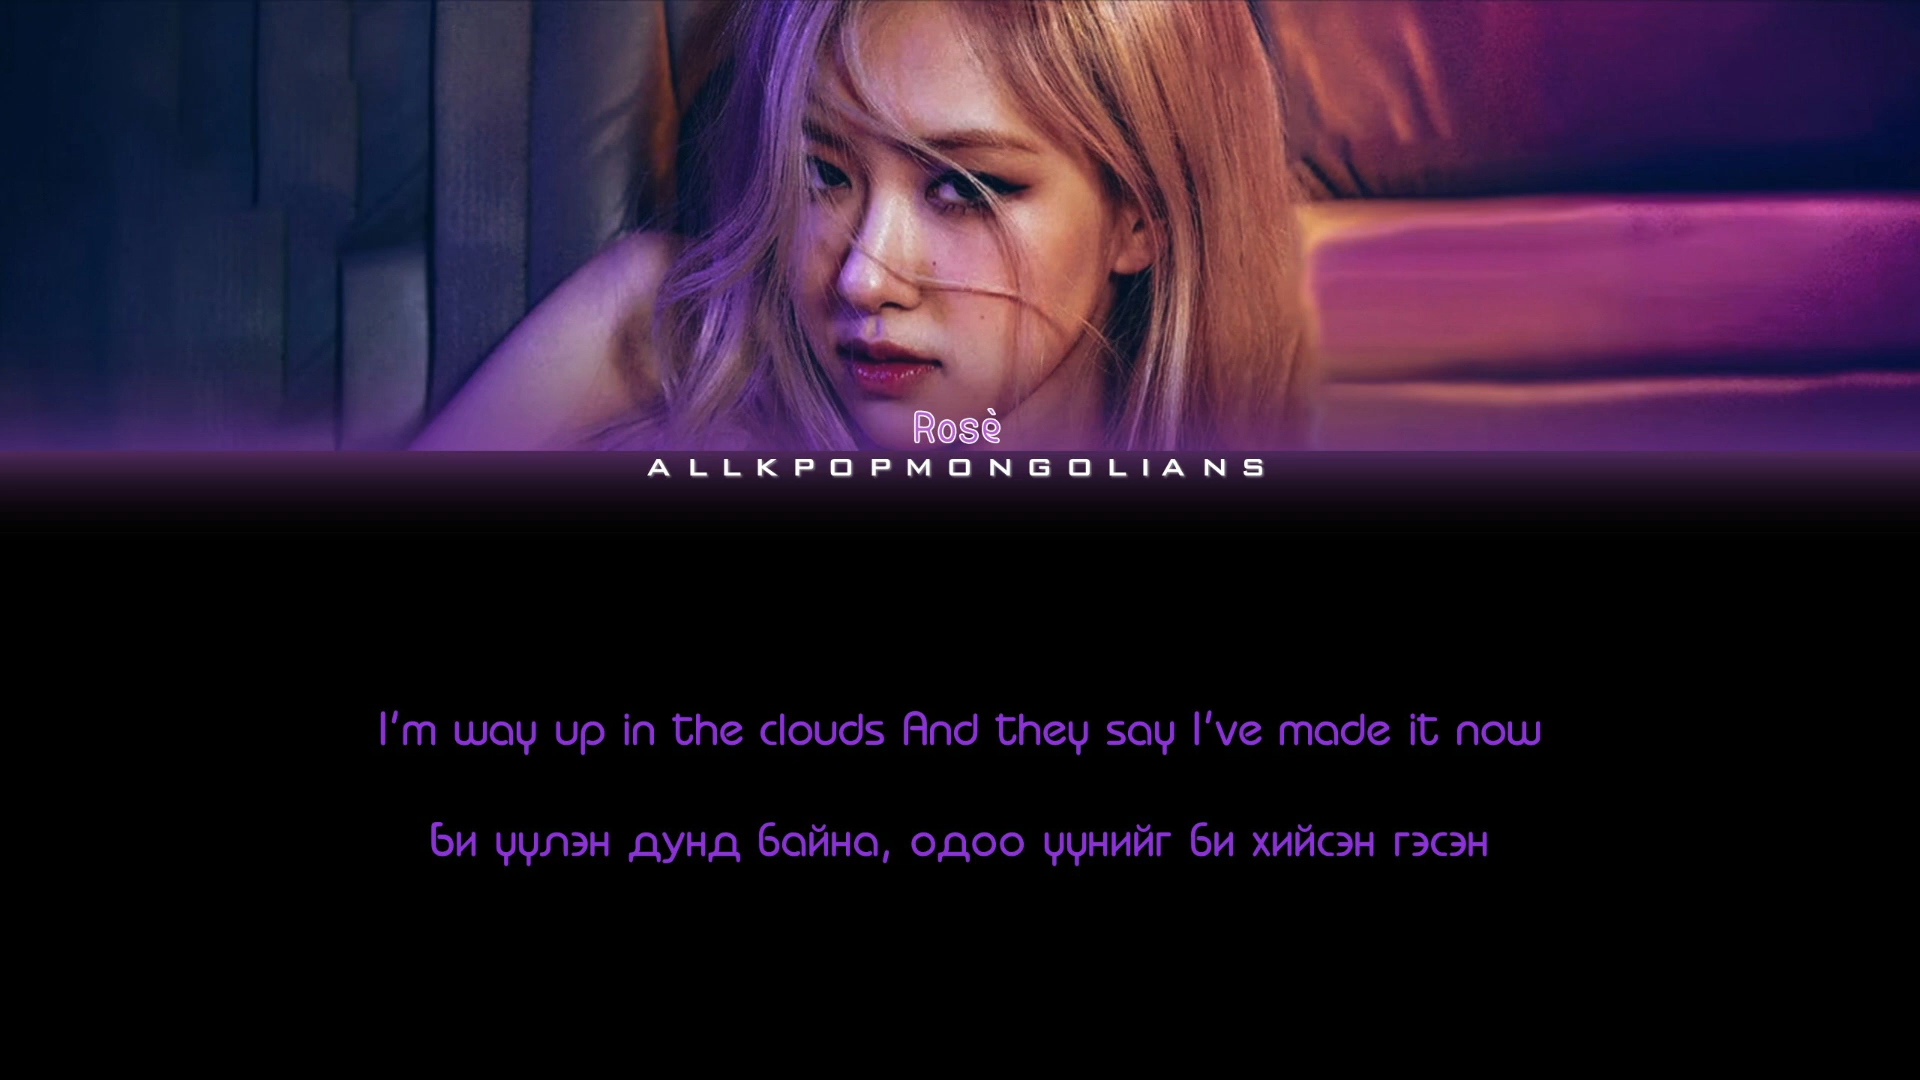 Rosè
ALLKPOPMONGOLIANS
I'm way up in the clouds And they say I've made it now
би үүлэн дунд байна, одоо үүнийг би хийсэн гэсэн